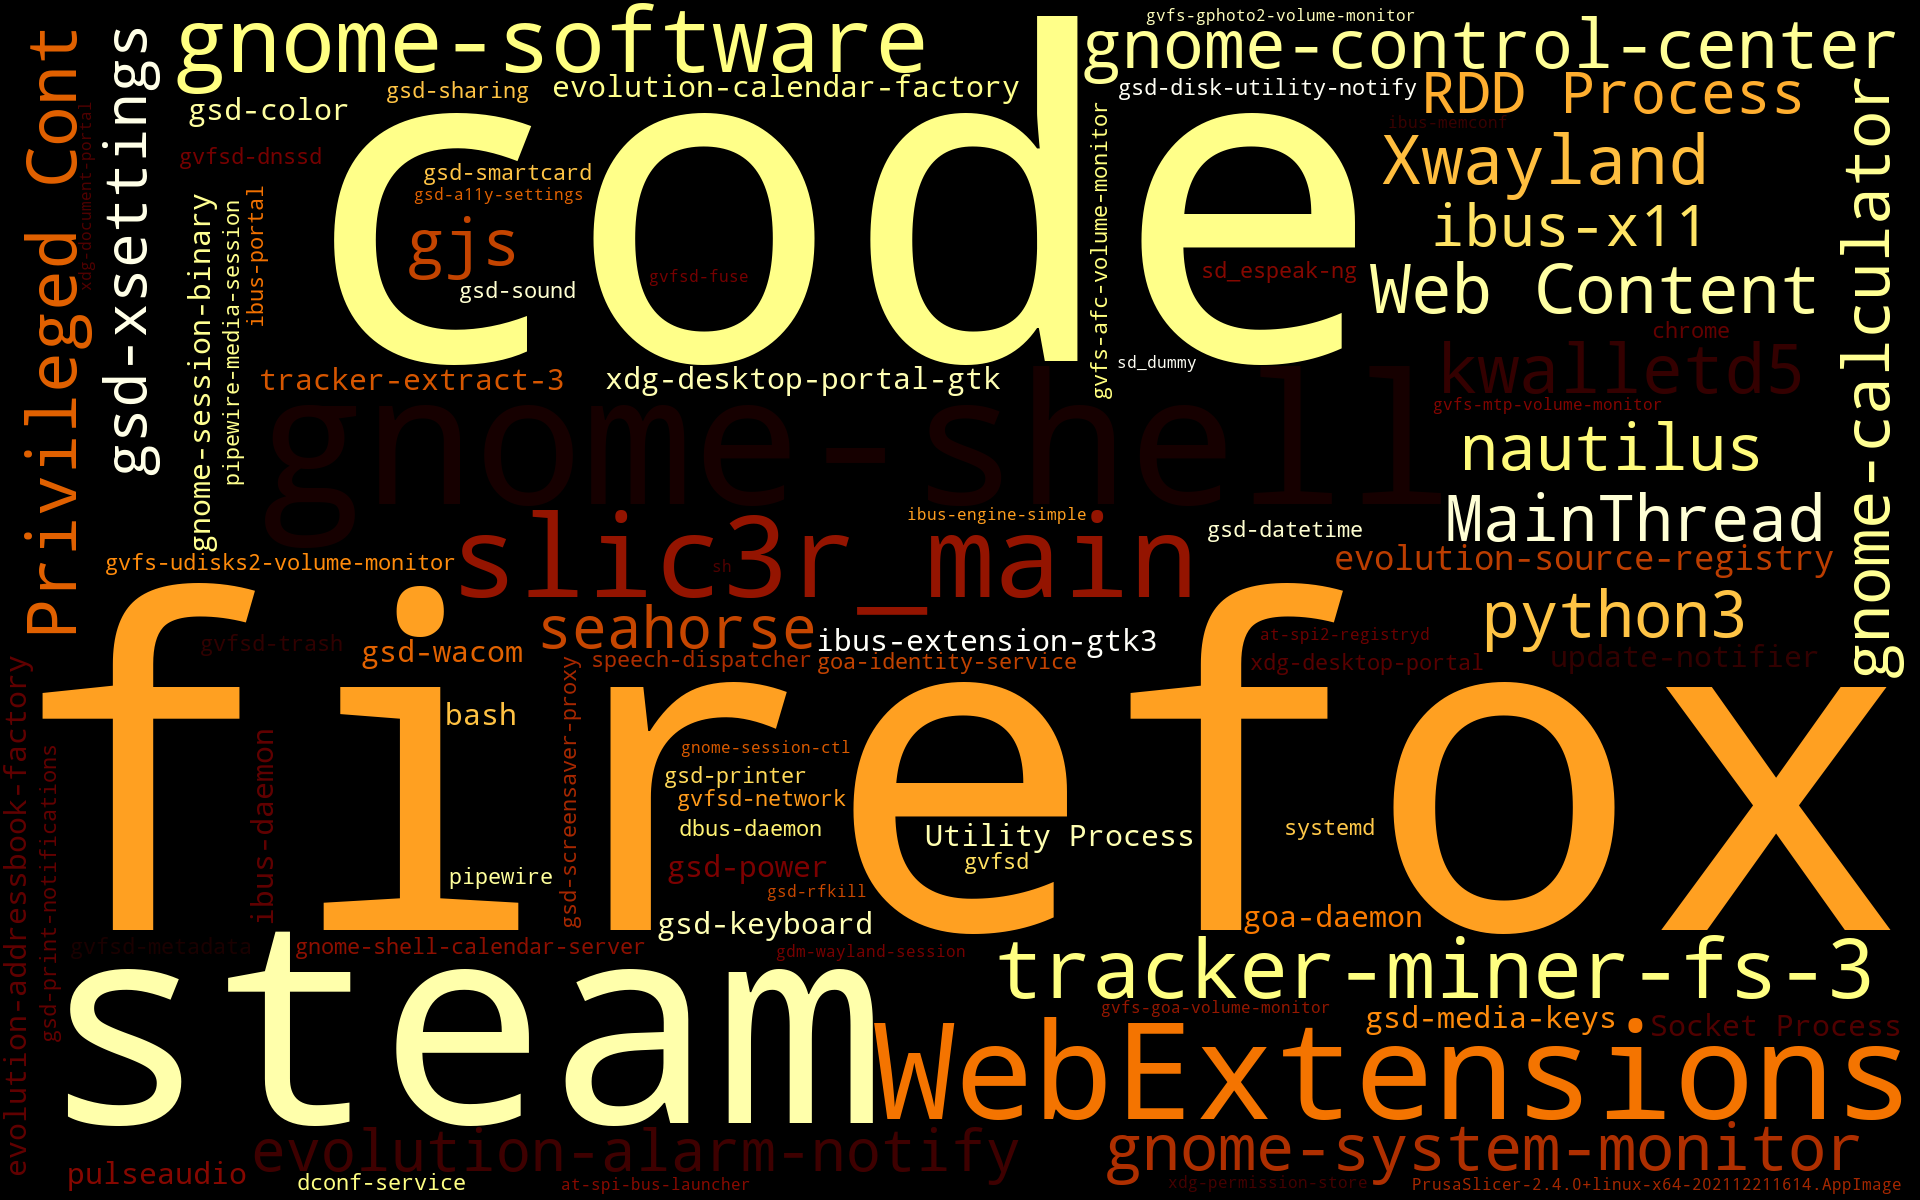 gnome-software
gvfs-gphoto2-volume-monitor
gnome-control-center
Privileged Cont
xdg-document-portal
gsd-xsettings
gsd-sharing
evolution-calendar-factory
gsd-disk-utility-notify
RDD Process
gsd-color
code
ibus-memconf
gvfsd-dnssd
gsd-smartcard
gsd-a11y-settings
Xwayland
gnome-session-binary
pipewire-media-session
ibus-portal
gjs
gvfs-afc-volume-monitor
ibus-x11
gnome-calculator
gsd-sound
gvfsd-fuse
sd_espeak-ng
Web Content
chrome
sd_dummy
kwalletd5
tracker-extract-3
xdg-desktop-portal-gtk
gvfs-mtp-volume-monitor
gnome-shell
nautilus
ibus-engine-simple
gsd-datetime
MainThread
slic3r_main
gvfs-udisks2-volume-monitor
sh
evolution-source-registry
firefox
seahorse
ibus-extension-gtk3
python3
gvfsd-trash
gsd-wacom
speech-dispatcher
goa-identity-service
at-spi2-registryd
xdg-desktop-portal
update-notifier
evolution-addressbook-factory
gsd-print-notifications
ibus-daemon
bash
gsd-screensaver-proxy
gnome-session-ctl
gsd-printer
gvfsd-network
dbus-daemon
Utility Process
systemd
gvfsd
gsd-power
pipewire
gsd-rfkill
gsd-keyboard
goa-daemon
gvfsd-metadata
gnome-shell-calendar-server
gdm-wayland-session
tracker-miner-fs-3
steam
gvfs-goa-volume-monitor
gsd-media-keys
Socket Process
WebExtensions
evolution-alarm-notify
gnome-system-monitor
pulseaudio
dconf-service
at-spi-bus-launcher
xdg-permission-store
PrusaSlicer-2.4.0+linux-x64-202112211614.AppImage